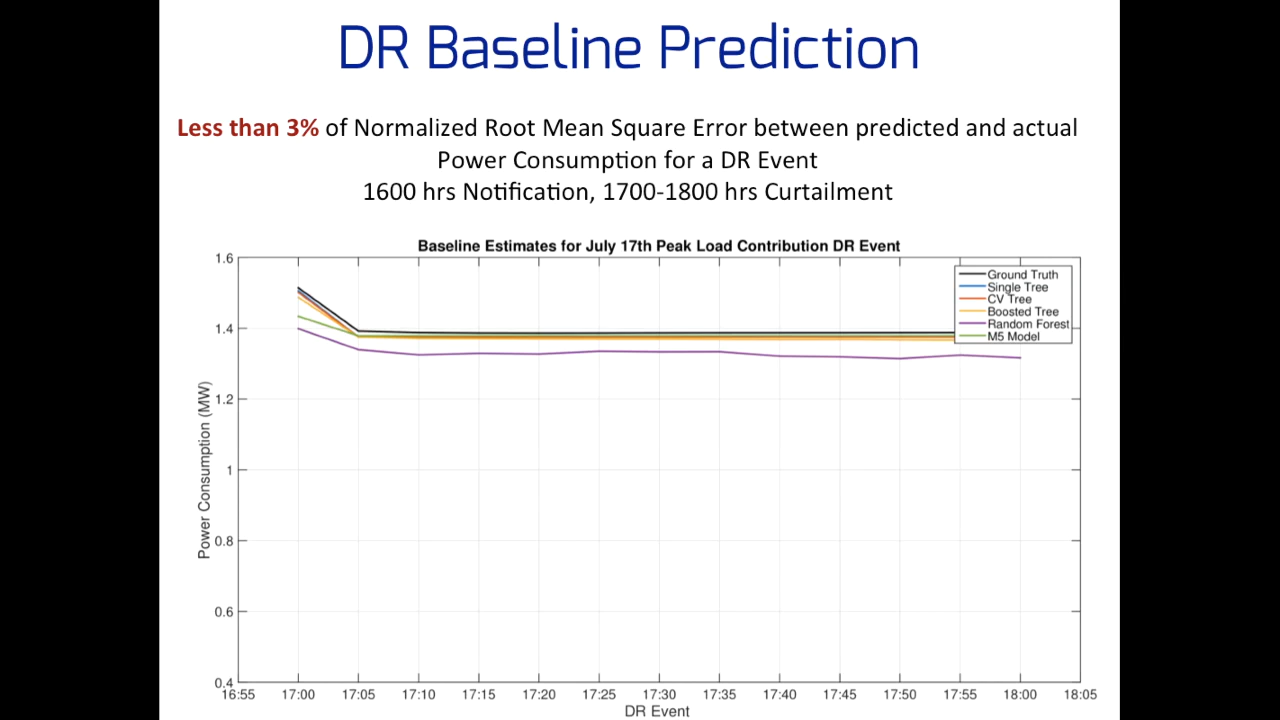 DR Baseline Prediction
Less than 3% of Normalized Root Mean Square Error between predicted and actual
Power Consumption for a DR Event
1600 hrs Notification, 1700-1800 hrs Curtailment
Baseline Estimates for July 17th Peak Load Contribution DR Event
1.6
1.4
1.2
1
0.8
0.6
0.4
Power Consumption (MW)
Ground Truth
Single Tree
CV Tree
Boosted Tree
Random Forest
M5 Model
16:55 17:00 17:05 17:10 17:15 17:20 17:25 17:30 17:35 17:40 17:45 17:50 17:55 18:00 18:05
DR Event